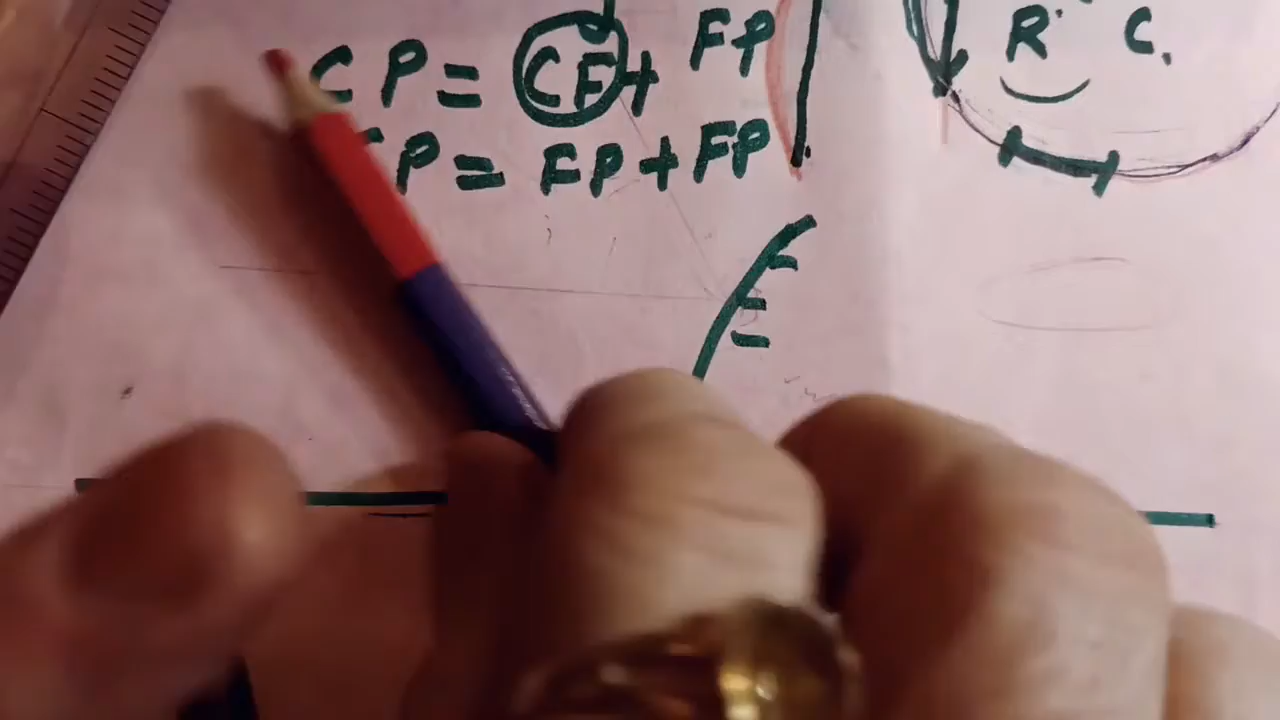 CP = CF + FP
P = FP + FP
R C.